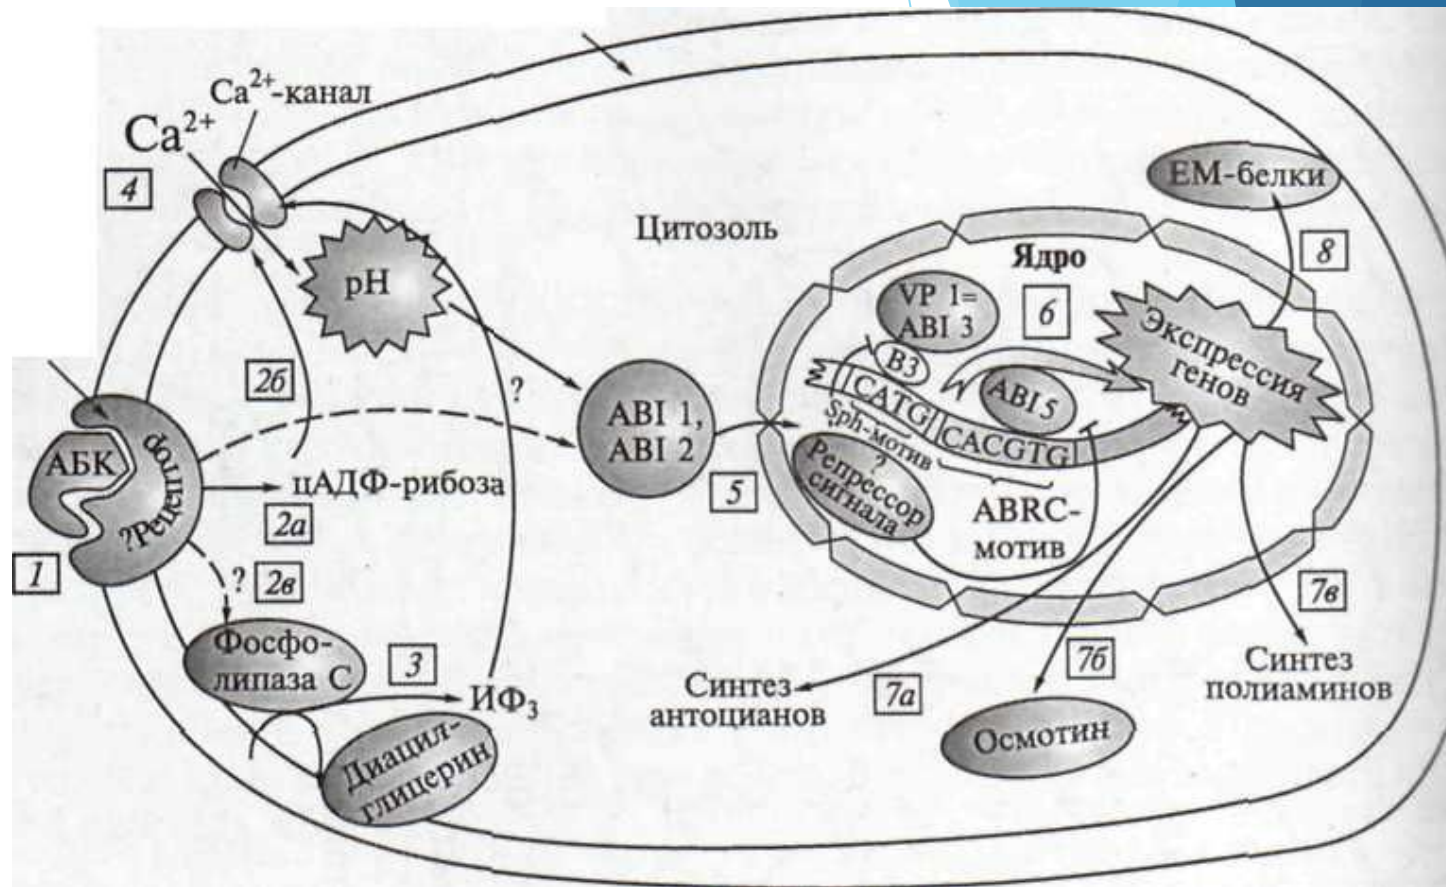 Ca²⁺-канал
Ca²⁺
4
pH
Цитозоль
ЕМ-белки
8
Ядро
VP 1=
ABI 3
6
Экспрессия
генов
B3
ABI 5
CATG
CACGTG
Sph-мотив
?
Репрессор
сигнала
ABRC-
мотив
2б
?
ABI 1,
ABI 2
5
АБК
?Рецептор
цАДФ-рибоза
2а
1
? 2в
Фосфо-
липаза C
3
ИФ₃
Диацил-
глицерин
Синтез
антоцианов
7а
7б
Осмотин
7в
Синтез
полиаминов